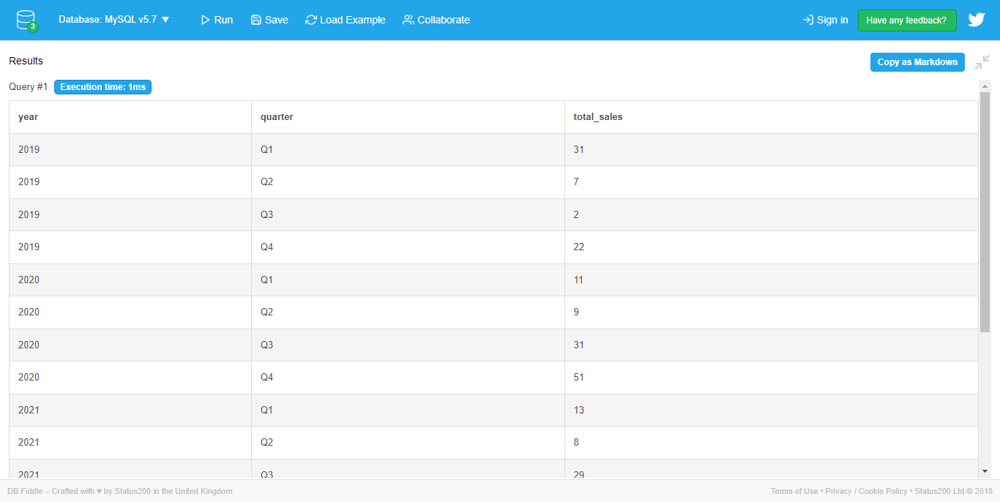 3 Database: MySQL v5.7 ▼ Run Save Load Example Collaborate Sign in Have any feedback?
Results Copy as Markdown
Query #1 Execution time: 1ms
year quarter total_sales
2019 Q1 31
2019 Q2 7
2019 Q3 2
2019 Q4 22
2020 Q1 11
2020 Q2 9
2020 Q3 31
2020 Q4 51
2021 Q1 13
2021 Q2 8
2021 Q3 29
DB Fiddle – Crafted with ♥ by Status200 in the United Kingdom. Terms of Use • Privacy / Cookie Policy • Status200 Ltd © 2018